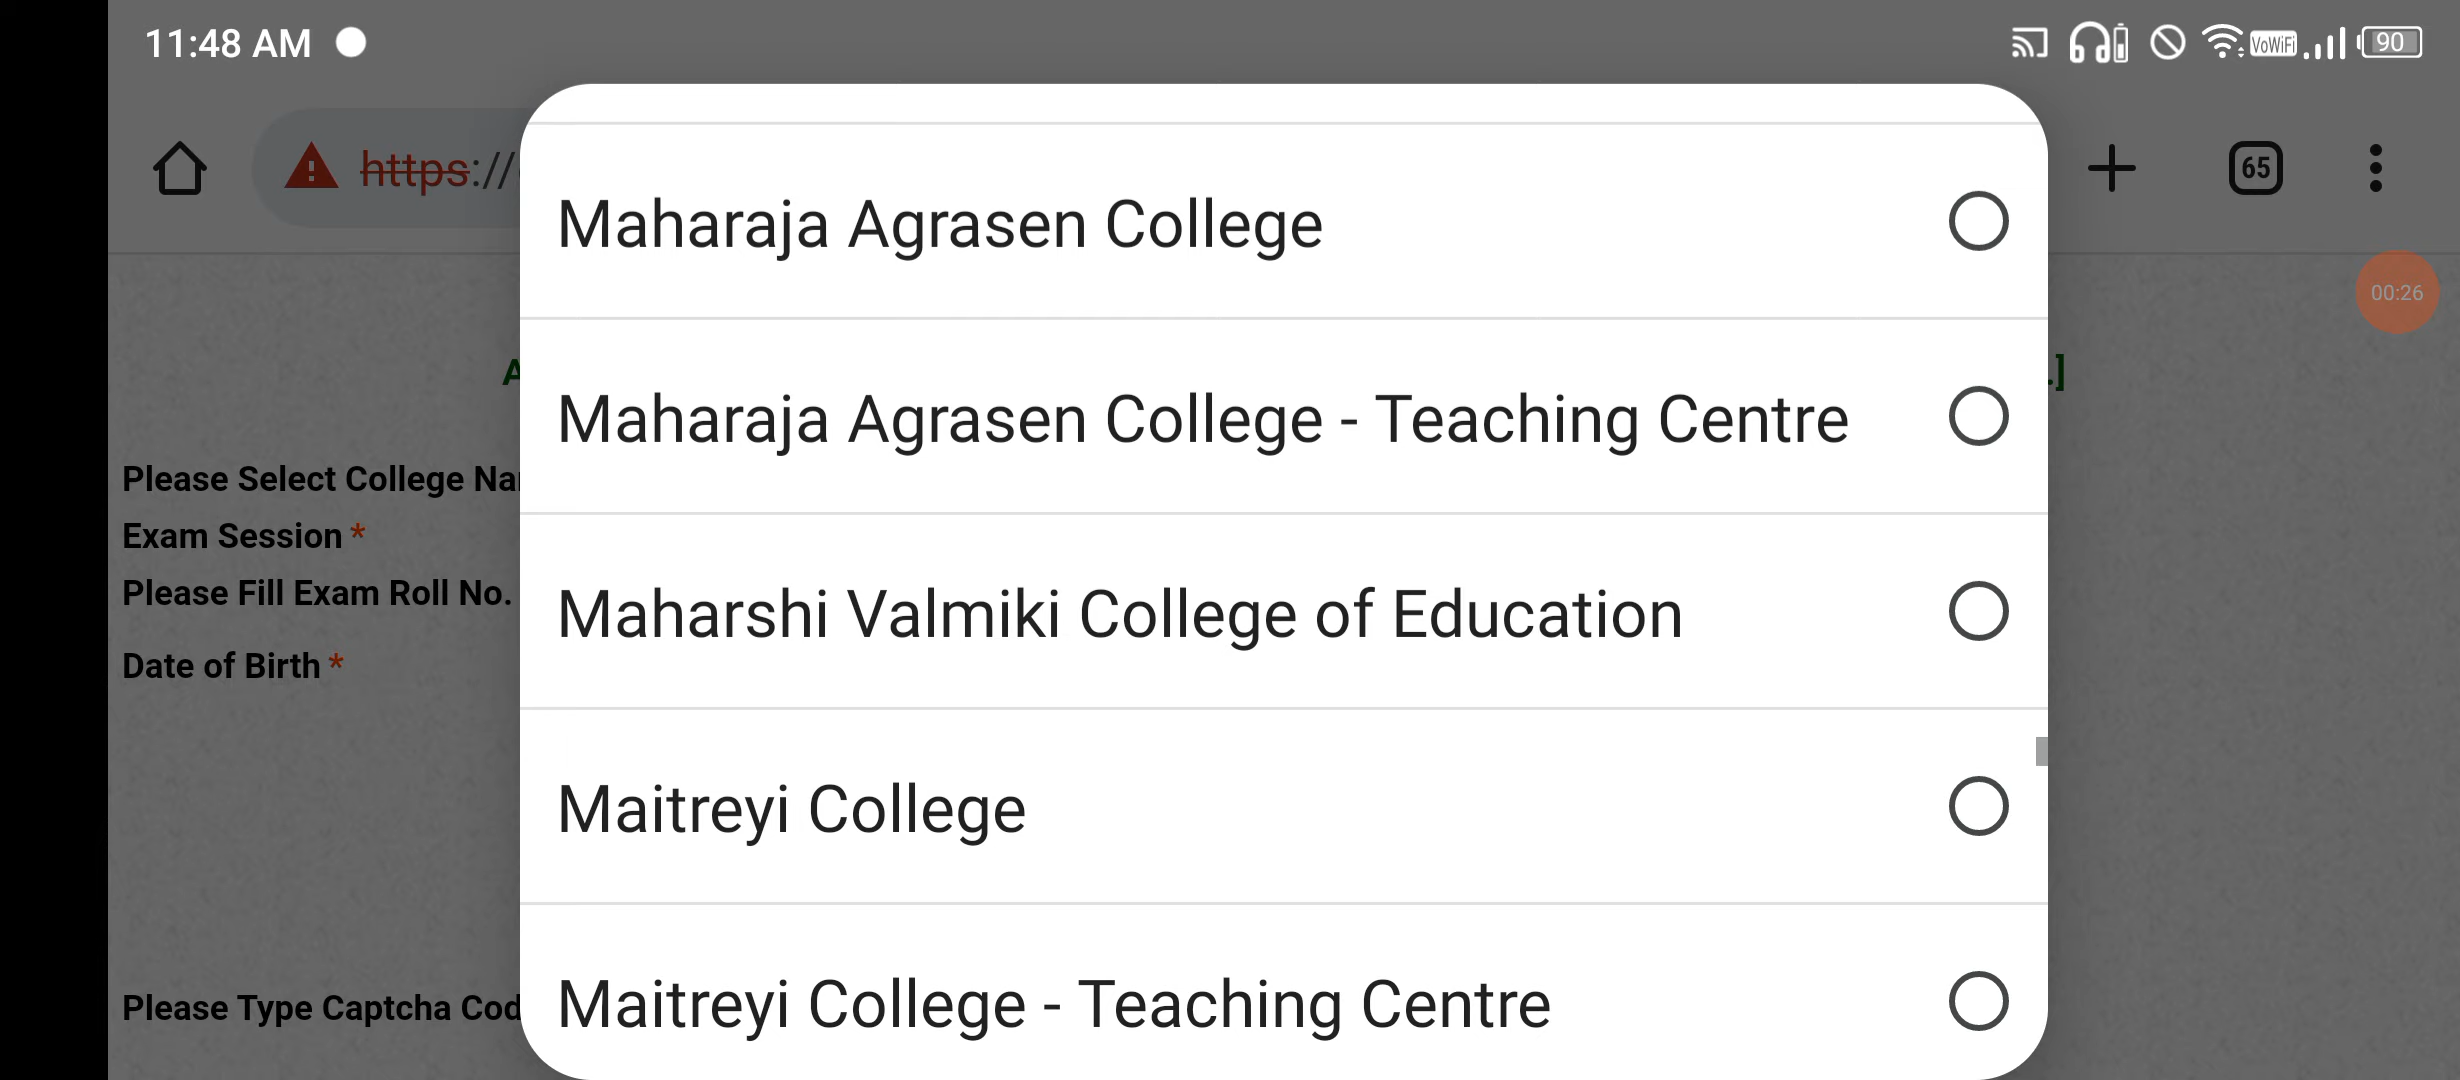 11:48 AM
VoWiFi
90
https://
65
00:26
.]
Please Select College
Exam Session *
Please Fill Exam Roll No.
Date of Birth *
Please Type Captcha
Maharaja Agrasen College
Maharaja Agrasen College - Teaching Centre
Maharshi Valmiki College of Education
Maitreyi College
Maitreyi College - Teaching Centre